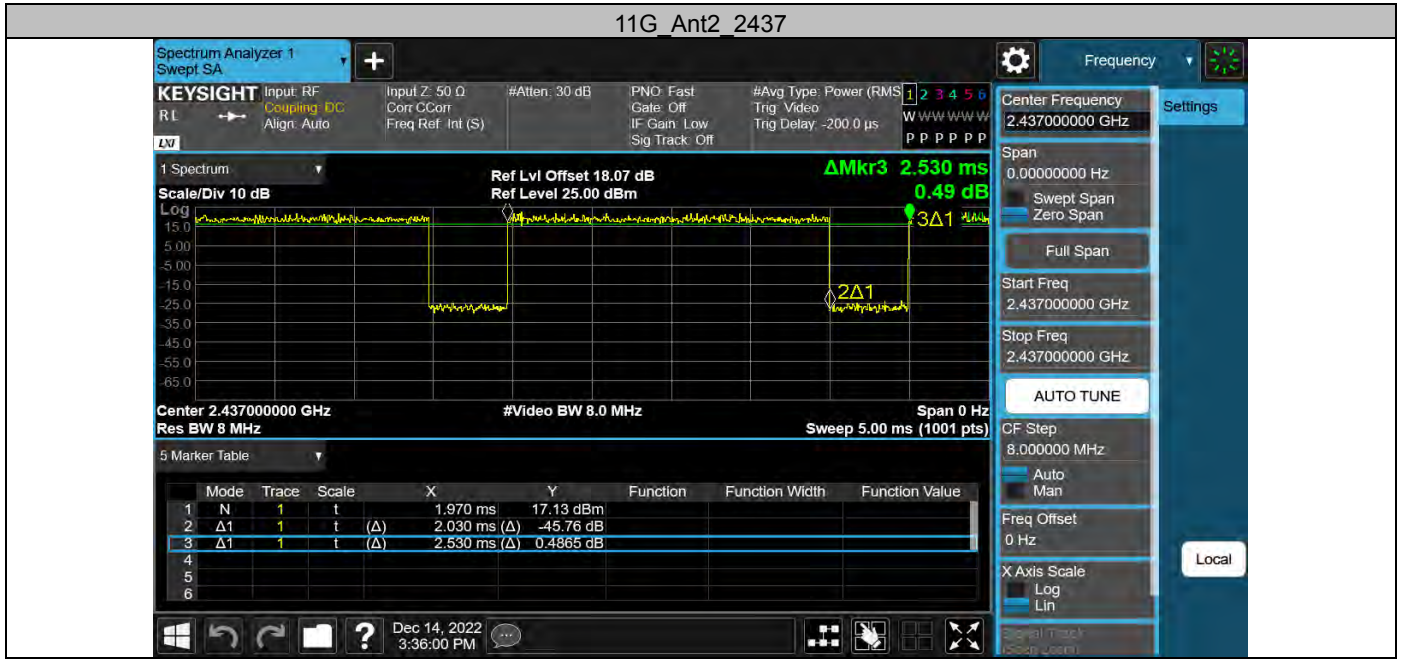 11G_Ant2_2437
Spectrum Analyzer 1
Swept SA
+
Frequency
KEYSIGHT
RL
LXI
Input: RF
Coupling: DC
Align: Auto
Input Z: 50 Ω
Corr CCorr
Freq Ref: Int (S)
#Atten: 30 dB
PNO: Fast
Gate: Off
IF Gain: Low
Sig Track: Off
#Avg Type: Power (RMS
Trig: Video
Trig Delay: -200.0 µs
1 2 3 4 5 6
W W W W W W
P P P P P P
Center Frequency
2.437000000 GHz
Settings
1 Spectrum
Scale/Div 10 dB
Ref Lvl Offset 18.07 dB
Ref Level 25.00 dBm
ΔMkr3 2.530 ms
0.49 dB
Log
15.0
5.00
-5.00
-15.0
-25.0
-35.0
-45.0
-55.0
-65.0
3Δ1
2Δ1
Center 2.437000000 GHz
Res BW 8 MHz
#Video BW 8.0 MHz
Span 0 Hz
Sweep 5.00 ms (1001 pts)
Span
0.00000000 Hz
Swept Span
Zero Span
Full Span
Start Freq
2.437000000 GHz
Stop Freq
2.437000000 GHz
AUTO TUNE
CF Step
8.000000 MHz
Auto
Man
Freq Offset
0 Hz
X Axis Scale
Log
Lin
Signal Track
(Span Zoom)
Local
5 Marker Table
Mode Trace Scale X Y Function Function Width Function Value
1 N 1 t 1.970 ms 17.13 dBm
2 Δ1 1 t (Δ) 2.030 ms (Δ) -45.76 dB
3 Δ1 1 t (Δ) 2.530 ms (Δ) 0.4865 dB
4
5
6
?
Dec 14, 2022
3:36:00 PM